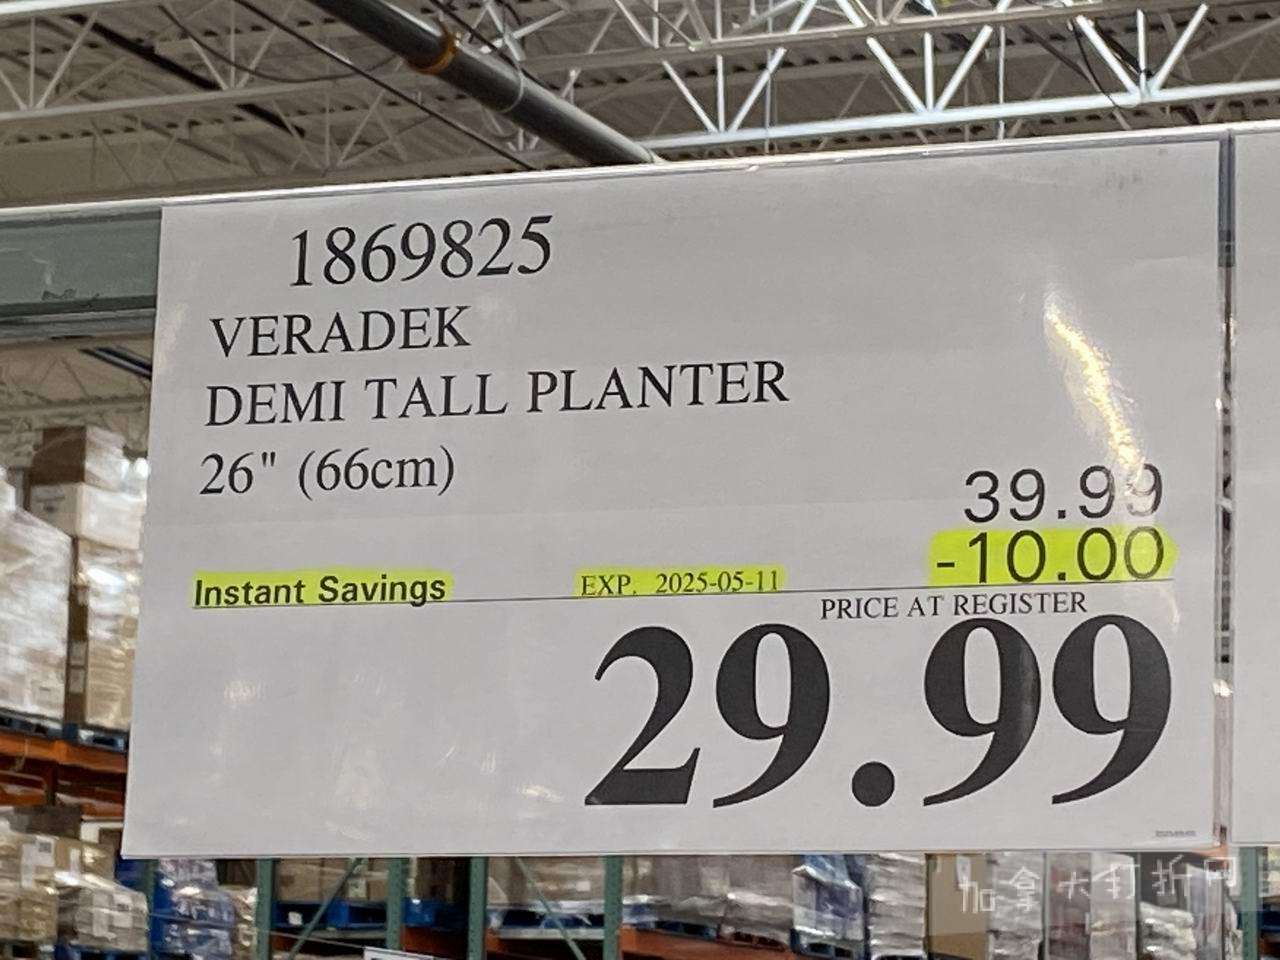 1869825
VERADEK
DEMI TALL PLANTER
26" (66cm)
39.99
-10.00
Instant Savings EXP. 2025-05-11
PRICE AT REGISTER
29.99
加拿大打折网